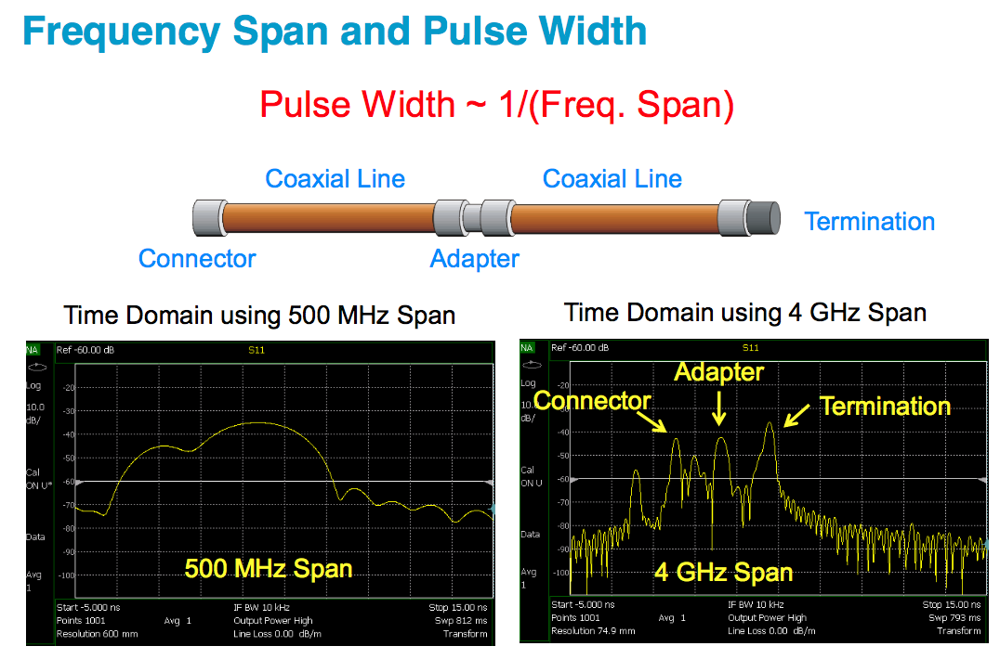 Frequency Span and Pulse Width
Pulse Width ~ 1/(Freq. Span)
Coaxial Line
Coaxial Line
Termination
Connector
Adapter
Time Domain using 500 MHz Span
Time Domain using 4 GHz Span
NA
Ref -60.00 dB
S11
Log
10.0
dB/
Cal
ON U*
Data
Avg
1
-20
-30
-40
-50
-60
-70
-80
-90
-100
500 MHz Span
Start -5.000 ns
IF BW 10 kHz
Stop 15.00 ns
Points 1001
Avg 1
Output Power High
Swp 812 ms
Resolution 600 mm
Line Loss 0.00 dB/m
Transform
NA
Ref -60.00 dB
S11
Log
10.0
dB/
Cal
ON U
Data
Avg
1
-20
-40
-50
-60
-70
-80
-90
-100
Adapter
Connector
Termination
4 GHz Span
Start -5.000 ns
IF BW 10 kHz
Stop 15.00 ns
Points 1001
Avg 1
Output Power High
Swp 793 ms
Resolution 74.9 mm
Line Loss 0.00 dB/m
Transform